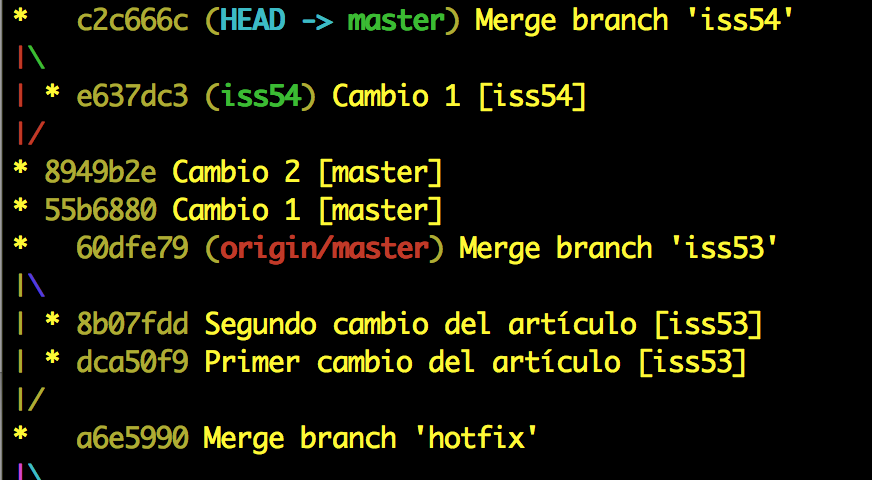 *   c2c666c (HEAD -> master) Merge branch 'iss54'
|\
| * e637dc3 (iss54) Cambio 1 [iss54]
|/
* 8949b2e Cambio 2 [master]
* 55b6880 Cambio 1 [master]
*   60dfe79 (origin/master) Merge branch 'iss53'
|\
| * 8b07fdd Segundo cambio del artículo [iss53]
| * dca50f9 Primer cambio del artículo [iss53]
|/
*   a6e5990 Merge branch 'hotfix'
|\